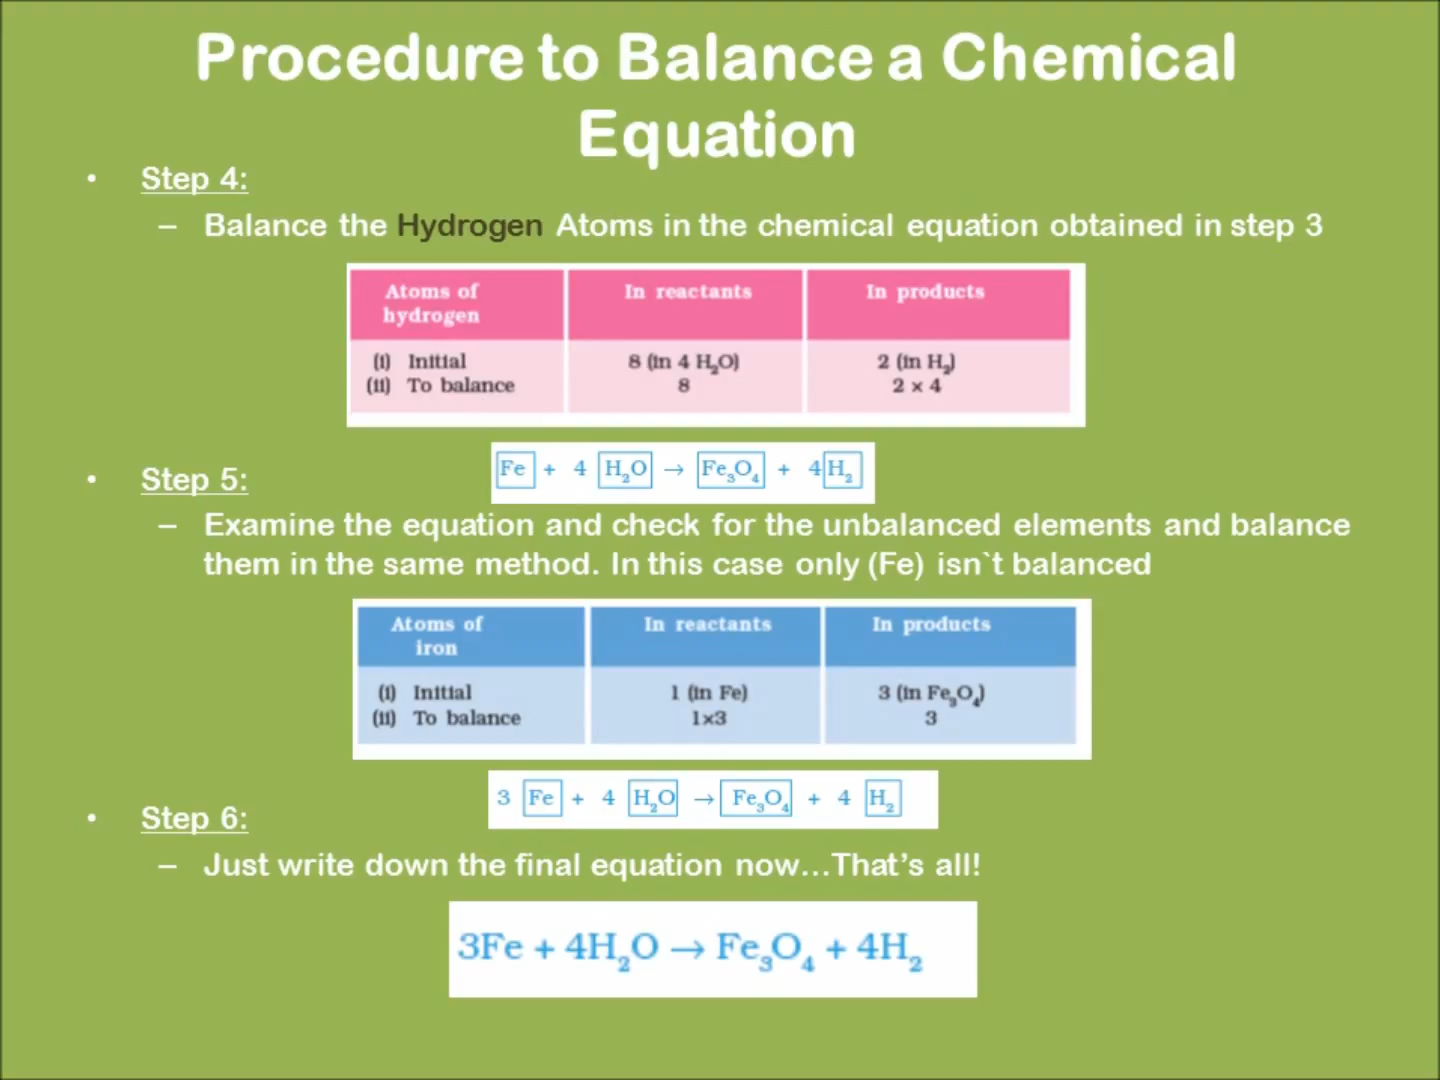 Procedure to Balance a Chemical
Equation
• Step 4:
– Balance the Hydrogen Atoms in the chemical equation obtained in step 3
Atoms of hydrogen In reactants In products
(i) Initial 8 (in 4 H₂O) 2 (in H₂)
(ii) To balance 8 2 × 4
Fe + 4 H₂O → Fe₃O₄ + 4 H₂
• Step 5:
– Examine the equation and check for the unbalanced elements and balance
them in the same method. In this case only (Fe) isn`t balanced
Atoms of iron In reactants In products
(i) Initial 1 (in Fe) 3 (in Fe₃O₄)
(ii) To balance 1×3 3
3 Fe + 4 H₂O → Fe₃O₄ + 4 H₂
• Step 6:
– Just write down the final equation now...That’s all!
3Fe + 4H₂O → Fe₃O₄ + 4H₂